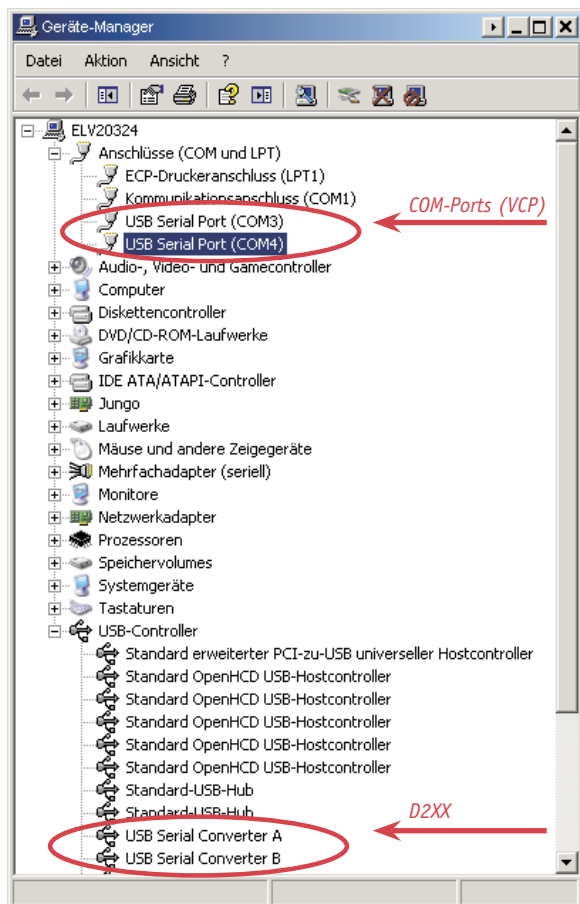 Geräte-Manager
Datei Aktion Ansicht ?
ELV20324
Anschlüsse (COM und LPT)
ECP-Druckeranschluss (LPT1)
Kommunikationsanschluss (COM1)
COM-Ports (VCP)
USB Serial Port (COM3)
USB Serial Port (COM4)
Audio-, Video- und Gamecontroller
Computer
Diskettencontroller
DVD/CD-ROM-Laufwerke
Grafikkarte
IDE ATA/ATAPI-Controller
Jungo
Laufwerke
Mäuse und andere Zeigegeräte
Mehrfachadapter (seriell)
Monitore
Netzwerkadapter
Prozessoren
Speichervolumes
Systemgeräte
Tastaturen
USB-Controller
Standard erweiterter PCI-zu-USB universeller Hostcontroller
Standard OpenHCD USB-Hostcontroller
Standard OpenHCD USB-Hostcontroller
Standard OpenHCD USB-Hostcontroller
Standard OpenHCD USB-Hostcontroller
Standard OpenHCD USB-Hostcontroller
Standard-USB-Hub
Standard-USB-Hub
D2XX
USB Serial Converter A
USB Serial Converter B